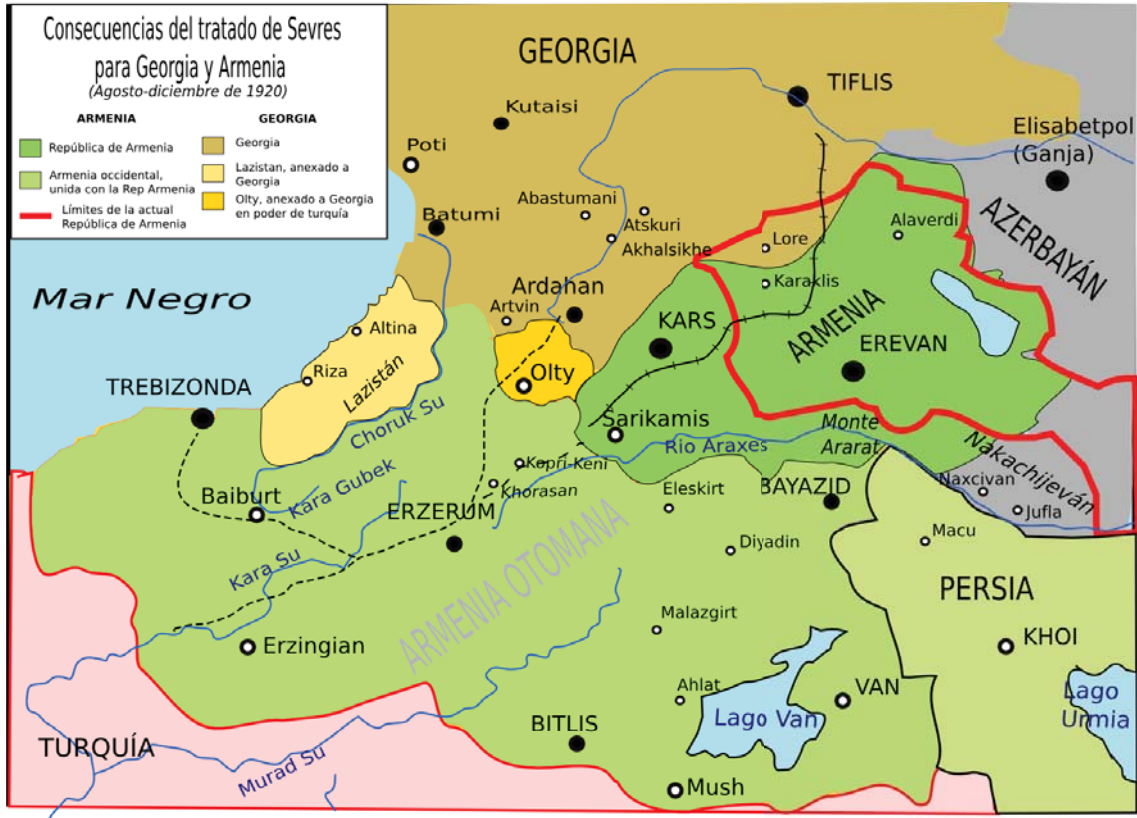 Consecuencias del tratado de Sevres
para Georgia y Armenia
(Agosto-diciembre de 1920)
ARMENIA
GEORGIA
República de Armenia
Georgia
Armenia occidental,
unida con la Rep Armenia
Lazistan, anexado a
Georgia
Límites de la actual
República de Armenia
Olty, anexado a Georgia
en poder de turquía
GEORGIA
TIFLIS
Kutaisi
Poti
Elisabetpol
(Ganja)
Abastumani
Batumi
Atskuri
Akhalsikhe
Lore
Alaverdi
AZERBAYÁN
Mar Negro
Ardahan
Karaklis
Artvin
Altina
KARS
ARMENIA
EREVAN
Riza
Lazistán
Olty
TREBIZONDA
Choruk Su
Sarikamis
Rio Araxes
Monte
Ararat
Nakachijeván
Kopri-Keni
Kara Gubek
Khorasan
Baiburt
ERZERUM
Eleskirt
BAYAZID
Naxcivan
Jufla
Macu
Diyadin
Kara Su
ARMENIA OTOMANA
PERSIA
Malazgirt
Erzingian
KHOI
Ahlat
VAN
Lago Van
Lago
Urmia
TURQUÍA
BITLIS
Murad Su
Mush